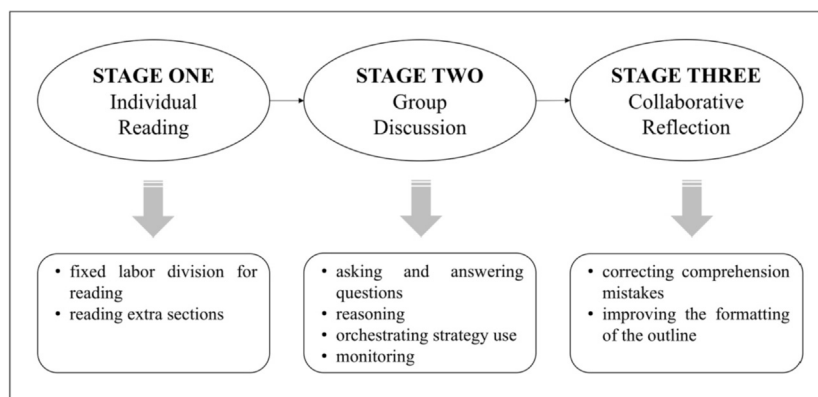 STAGE ONE
Individual
Reading
STAGE TWO
Group
Discussion
STAGE THREE
Collaborative
Reflection
• fixed labor division for
reading
• reading extra sections
• asking and answering
questions
• reasoning
• orchestrating strategy use
• monitoring
• correcting comprehension
mistakes
• improving the formatting
of the outline